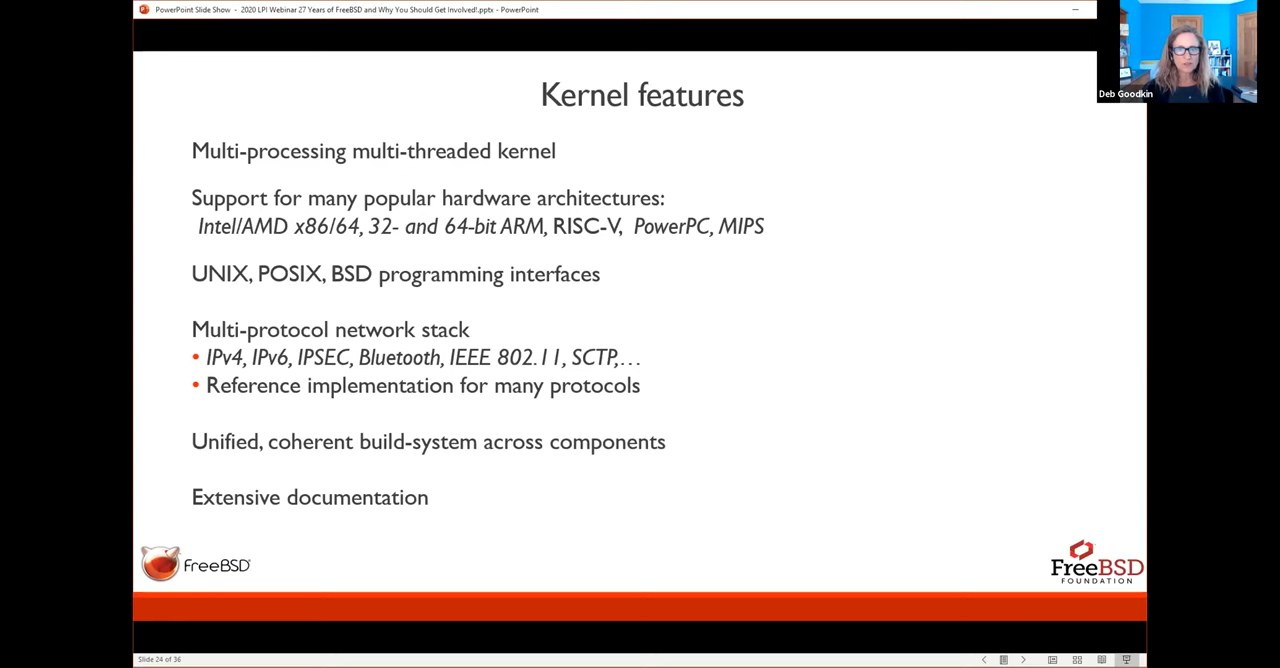 PowerPoint Slide Show - 2020 LPI Webinar 27 Years of FreeBSD and Why You Should Get Involved!.pptx - PowerPoint
Deb Goodkin
Kernel features
Multi-processing multi-threaded kernel
Support for many popular hardware architectures:
Intel/AMD x86/64, 32- and 64-bit ARM, RISC-V, PowerPC, MIPS
UNIX, POSIX, BSD programming interfaces
Multi-protocol network stack
• IPv4, IPv6, IPSEC, Bluetooth, IEEE 802.11, SCTP,…
• Reference implementation for many protocols
Unified, coherent build-system across components
Extensive documentation
FreeBSD®
FreeBSD
FOUNDATION
Slide 24 of 36